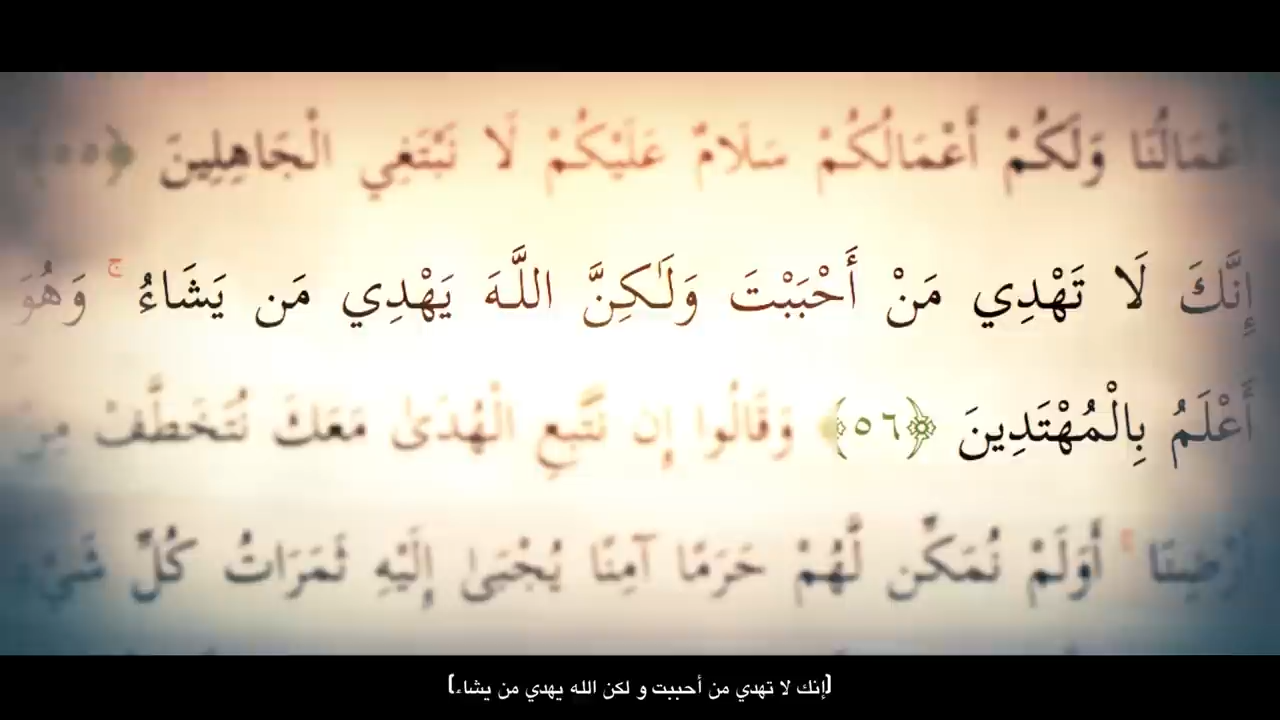 أَعْمَالُنَا وَلَكُمْ أَعْمَالُكُمْ سَلَامٌ عَلَيْكُمْ لَا نَبْتَغِي الْجَاهِلِينَ ﴿٥٥﴾
إِنَّكَ لَا تَهْدِي مَنْ أَحْبَبْتَ وَلَـٰكِنَّ اللَّهَ يَهْدِي مَن يَشَاءُ ۚ وَهُوَ
أَعْلَمُ بِالْمُهْتَدِينَ ﴿٥٦﴾ وَقَالُوا إِن نَّتَّبِعِ الْهُدَىٰ مَعَكَ نُتَخَطَّفْ مِنْ
أَرْضِنَا ۚ أَوَلَمْ نُمَكِّن لَّهُمْ حَرَمًا آمِنًا يُجْبَىٰ إِلَيْهِ ثَمَرَاتُ كُلِّ شَيْءٍ
(إنك لا تهدي من أحببت و لكن الله يهدي من يشاء)